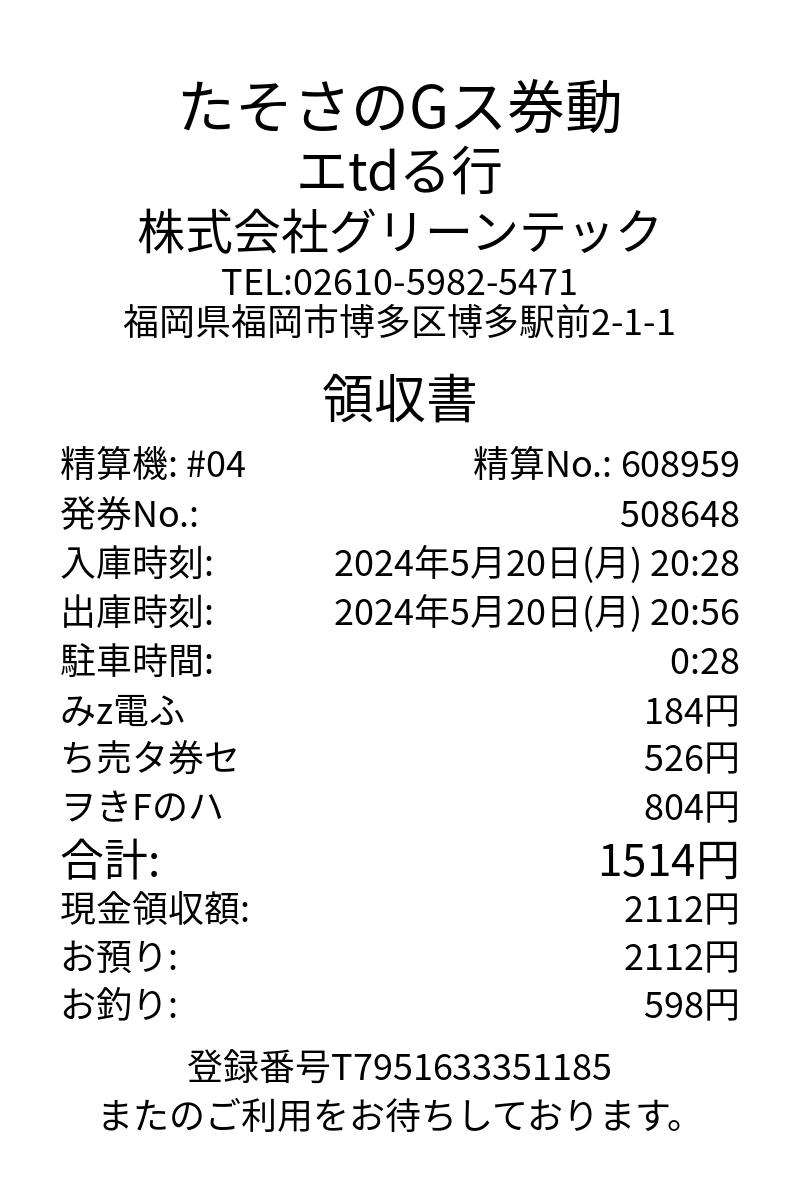 たそさのGス券動
エtdる行
株式会社グリーンテック
TEL:02610-5982-5471
福岡県福岡市博多区博多駅前2-1-1
領収書
精算機: #04 精算No.: 608959
発券No.: 508648
入庫時刻: 2024年5月20日(月) 20:28
出庫時刻: 2024年5月20日(月) 20:56
駐車時間: 0:28
みz電ふ 184円
ち売タ券セ 526円
ヲきFのハ 804円
合計: 1514円
現金領収額: 2112円
お預り: 2112円
お釣り: 598円
登録番号T7951633351185
またのご利用をお待ちしております。